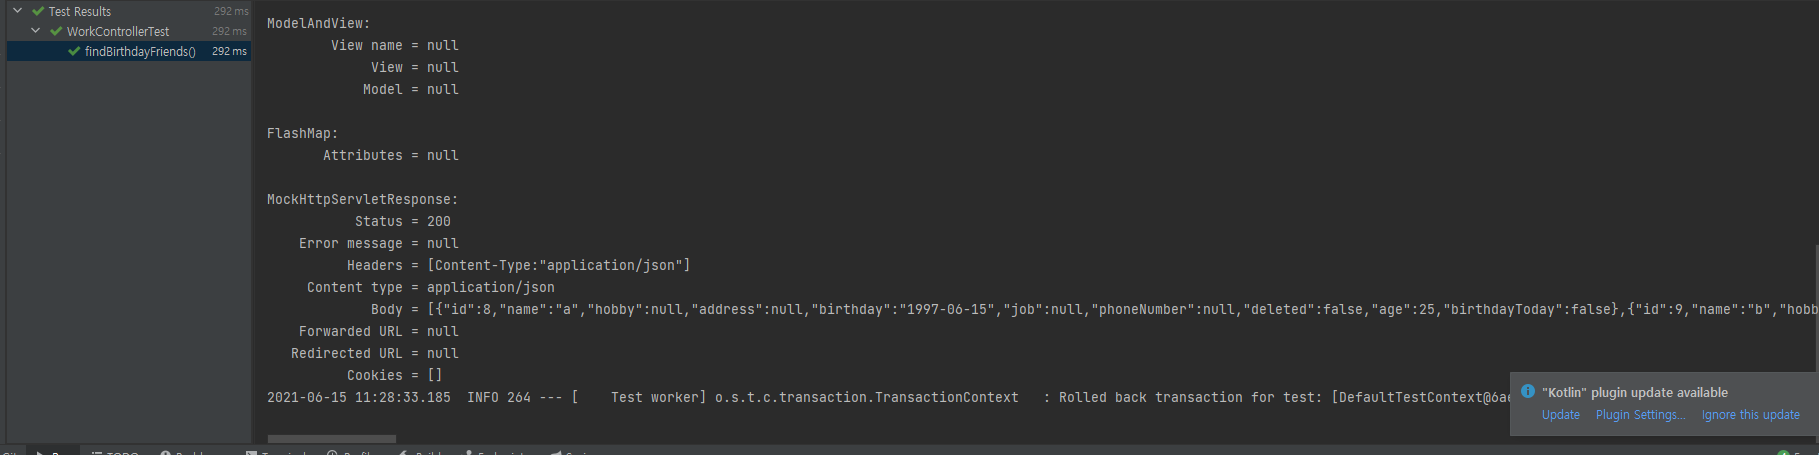 Test Results 292 ms
WorkControllerTest 292 ms
findBirthdayFriends() 292 ms
ModelAndView:
View name = null
View = null
Model = null
FlashMap:
Attributes = null
MockHttpServletResponse:
Status = 200
Error message = null
Headers = [Content-Type:"application/json"]
Content type = application/json
Body = [{"id":8,"name":"a","hobby":null,"address":null,"birthday":"1997-06-15","job":null,"phoneNumber":null,"deleted":false,"age":25,"birthdayToday":false},{"id":9,"name":"b","hobb
Forwarded URL = null
Redirected URL = null
Cookies = []
2021-06-15 11:28:33.185 INFO 264 --- [ Test worker] o.s.t.c.transaction.TransactionContext : Rolled back transaction for test: [DefaultTestContext@6ae
"Kotlin" plugin update available
Update Plugin Settings... Ignore this update